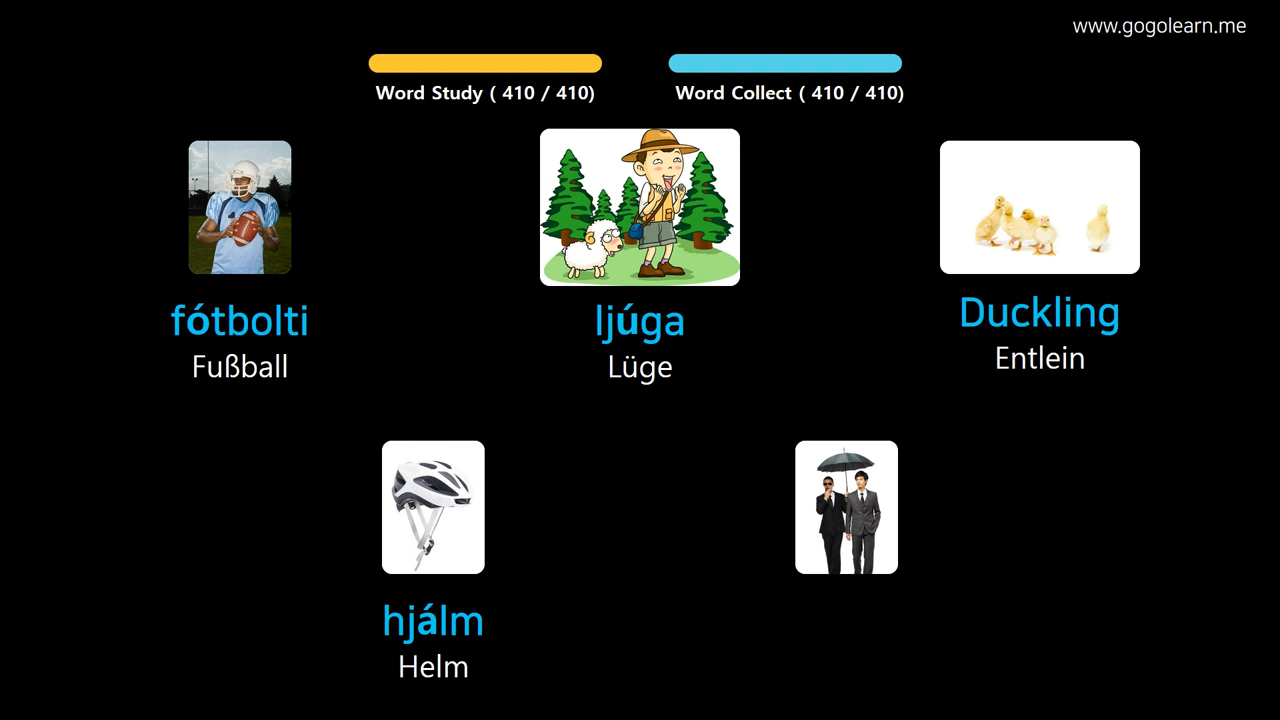 www.gogolearn.me
Word Study ( 410 / 410)
Word Collect ( 410 / 410)
fótbolti
Fußball
ljúga
Lüge
Duckling
Entlein
hjálm
Helm